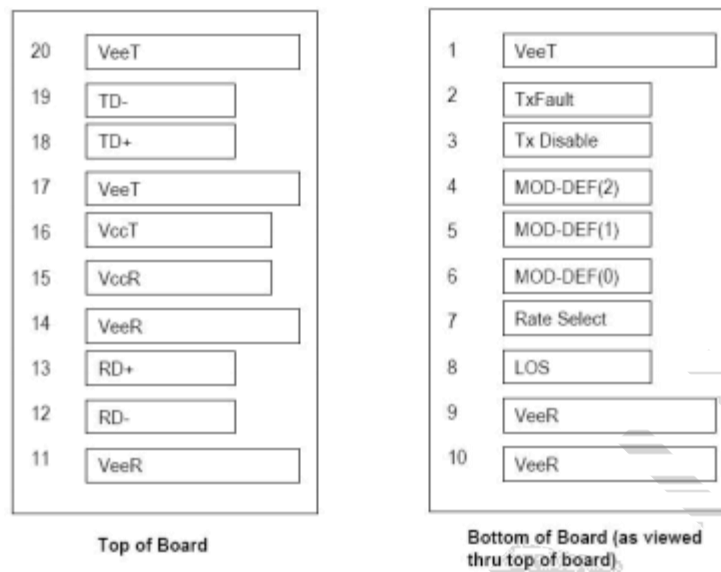 20 VeeT
19 TD-
18 TD+
17 VeeT
16 VccT
15 VccR
14 VeeR
13 RD+
12 RD-
11 VeeR
Top of Board
1 VeeT
2 TxFault
3 Tx Disable
4 MOD-DEF(2)
5 MOD-DEF(1)
6 MOD-DEF(0)
7 Rate Select
8 LOS
9 VeeR
10 VeeR
Bottom of Board (as viewed
thru top of board)